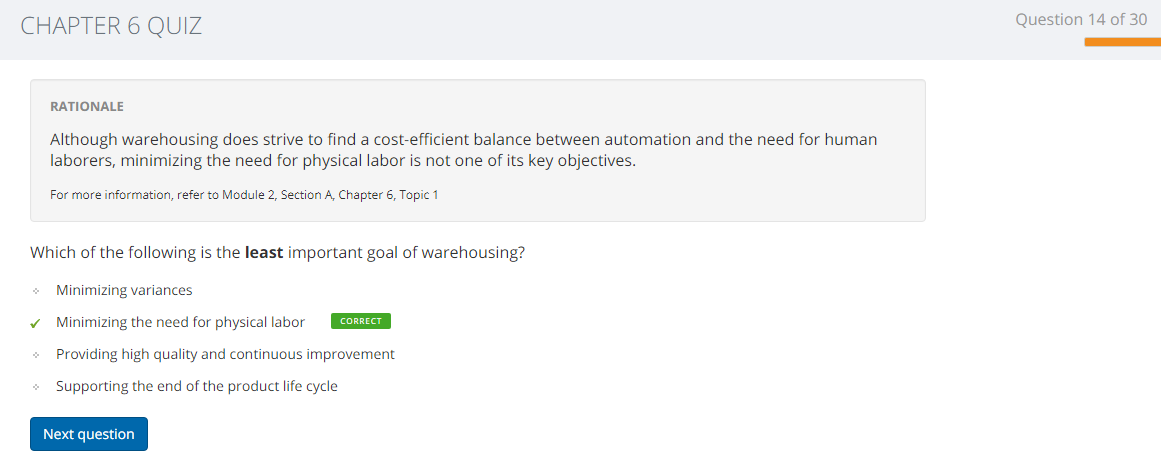 CHAPTER 6 QUIZ
Question 14 of 30
RATIONALE
Although warehousing does strive to find a cost-efficient balance between automation and the need for human
laborers, minimizing the need for physical labor is not one of its key objectives.
For more information, refer to Module 2, Section A, Chapter 6, Topic 1
Which of the following is the least important goal of warehousing?
Minimizing variances
Minimizing the need for physical labor CORRECT
Providing high quality and continuous improvement
Supporting the end of the product life cycle
Next question